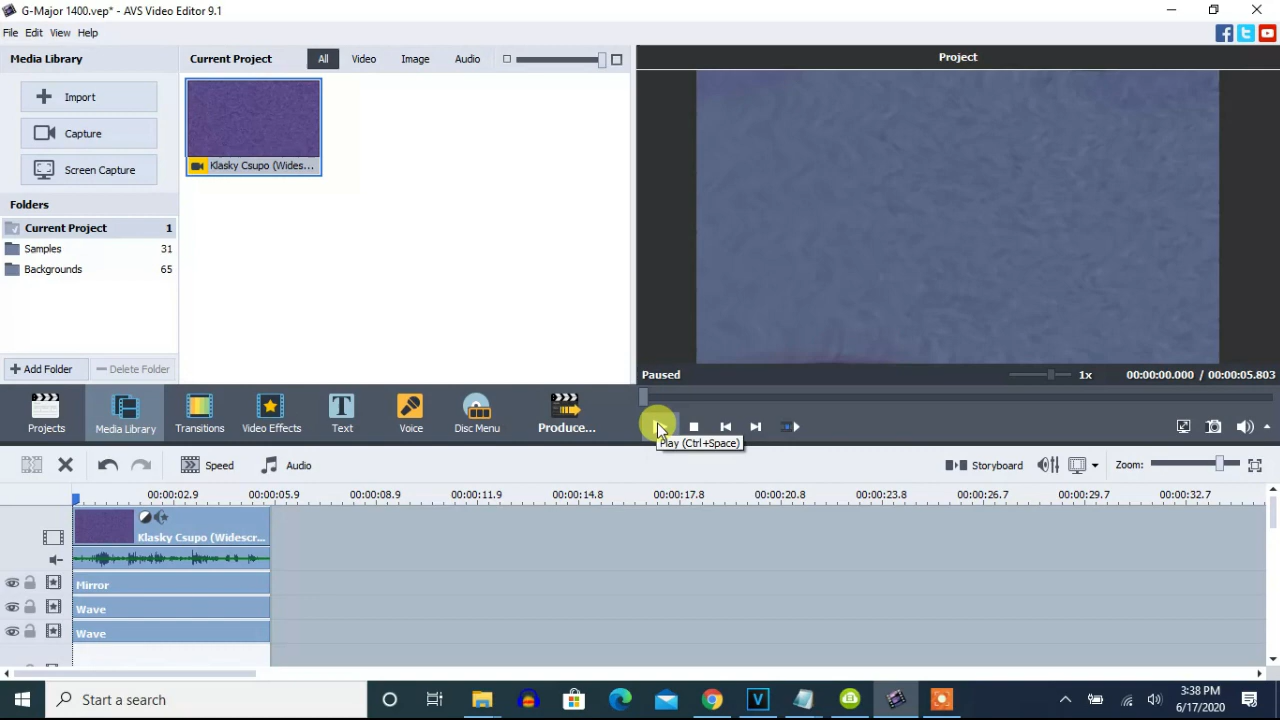 G-Major 1400.vep* - AVS Video Editor 9.1
File Edit View Help
Media Library
Current Project
All
Video
Image
Audio
Project
Import
Capture
Screen Capture
Klasky Csupo (Wides...
Folders
Current Project 1
Samples 31
Backgrounds 65
Add Folder
Delete Folder
Paused
1x
00:00:00.000 / 00:00:05.803
Projects
Media Library
Transitions
Video Effects
Text
Voice
Disc Menu
Produce...
Play (Ctrl+Space)
Speed
Audio
Storyboard
Zoom:
00:00:02.9 00:00:05.9 00:00:08.9 00:00:11.9 00:00:14.8 00:00:17.8 00:00:20.8 00:00:23.8 00:00:26.7 00:00:29.7 00:00:32.7
Klasky Csupo (Widescr...
Mirror
Wave
Wave
Start a search
3:38 PM
6/17/2020